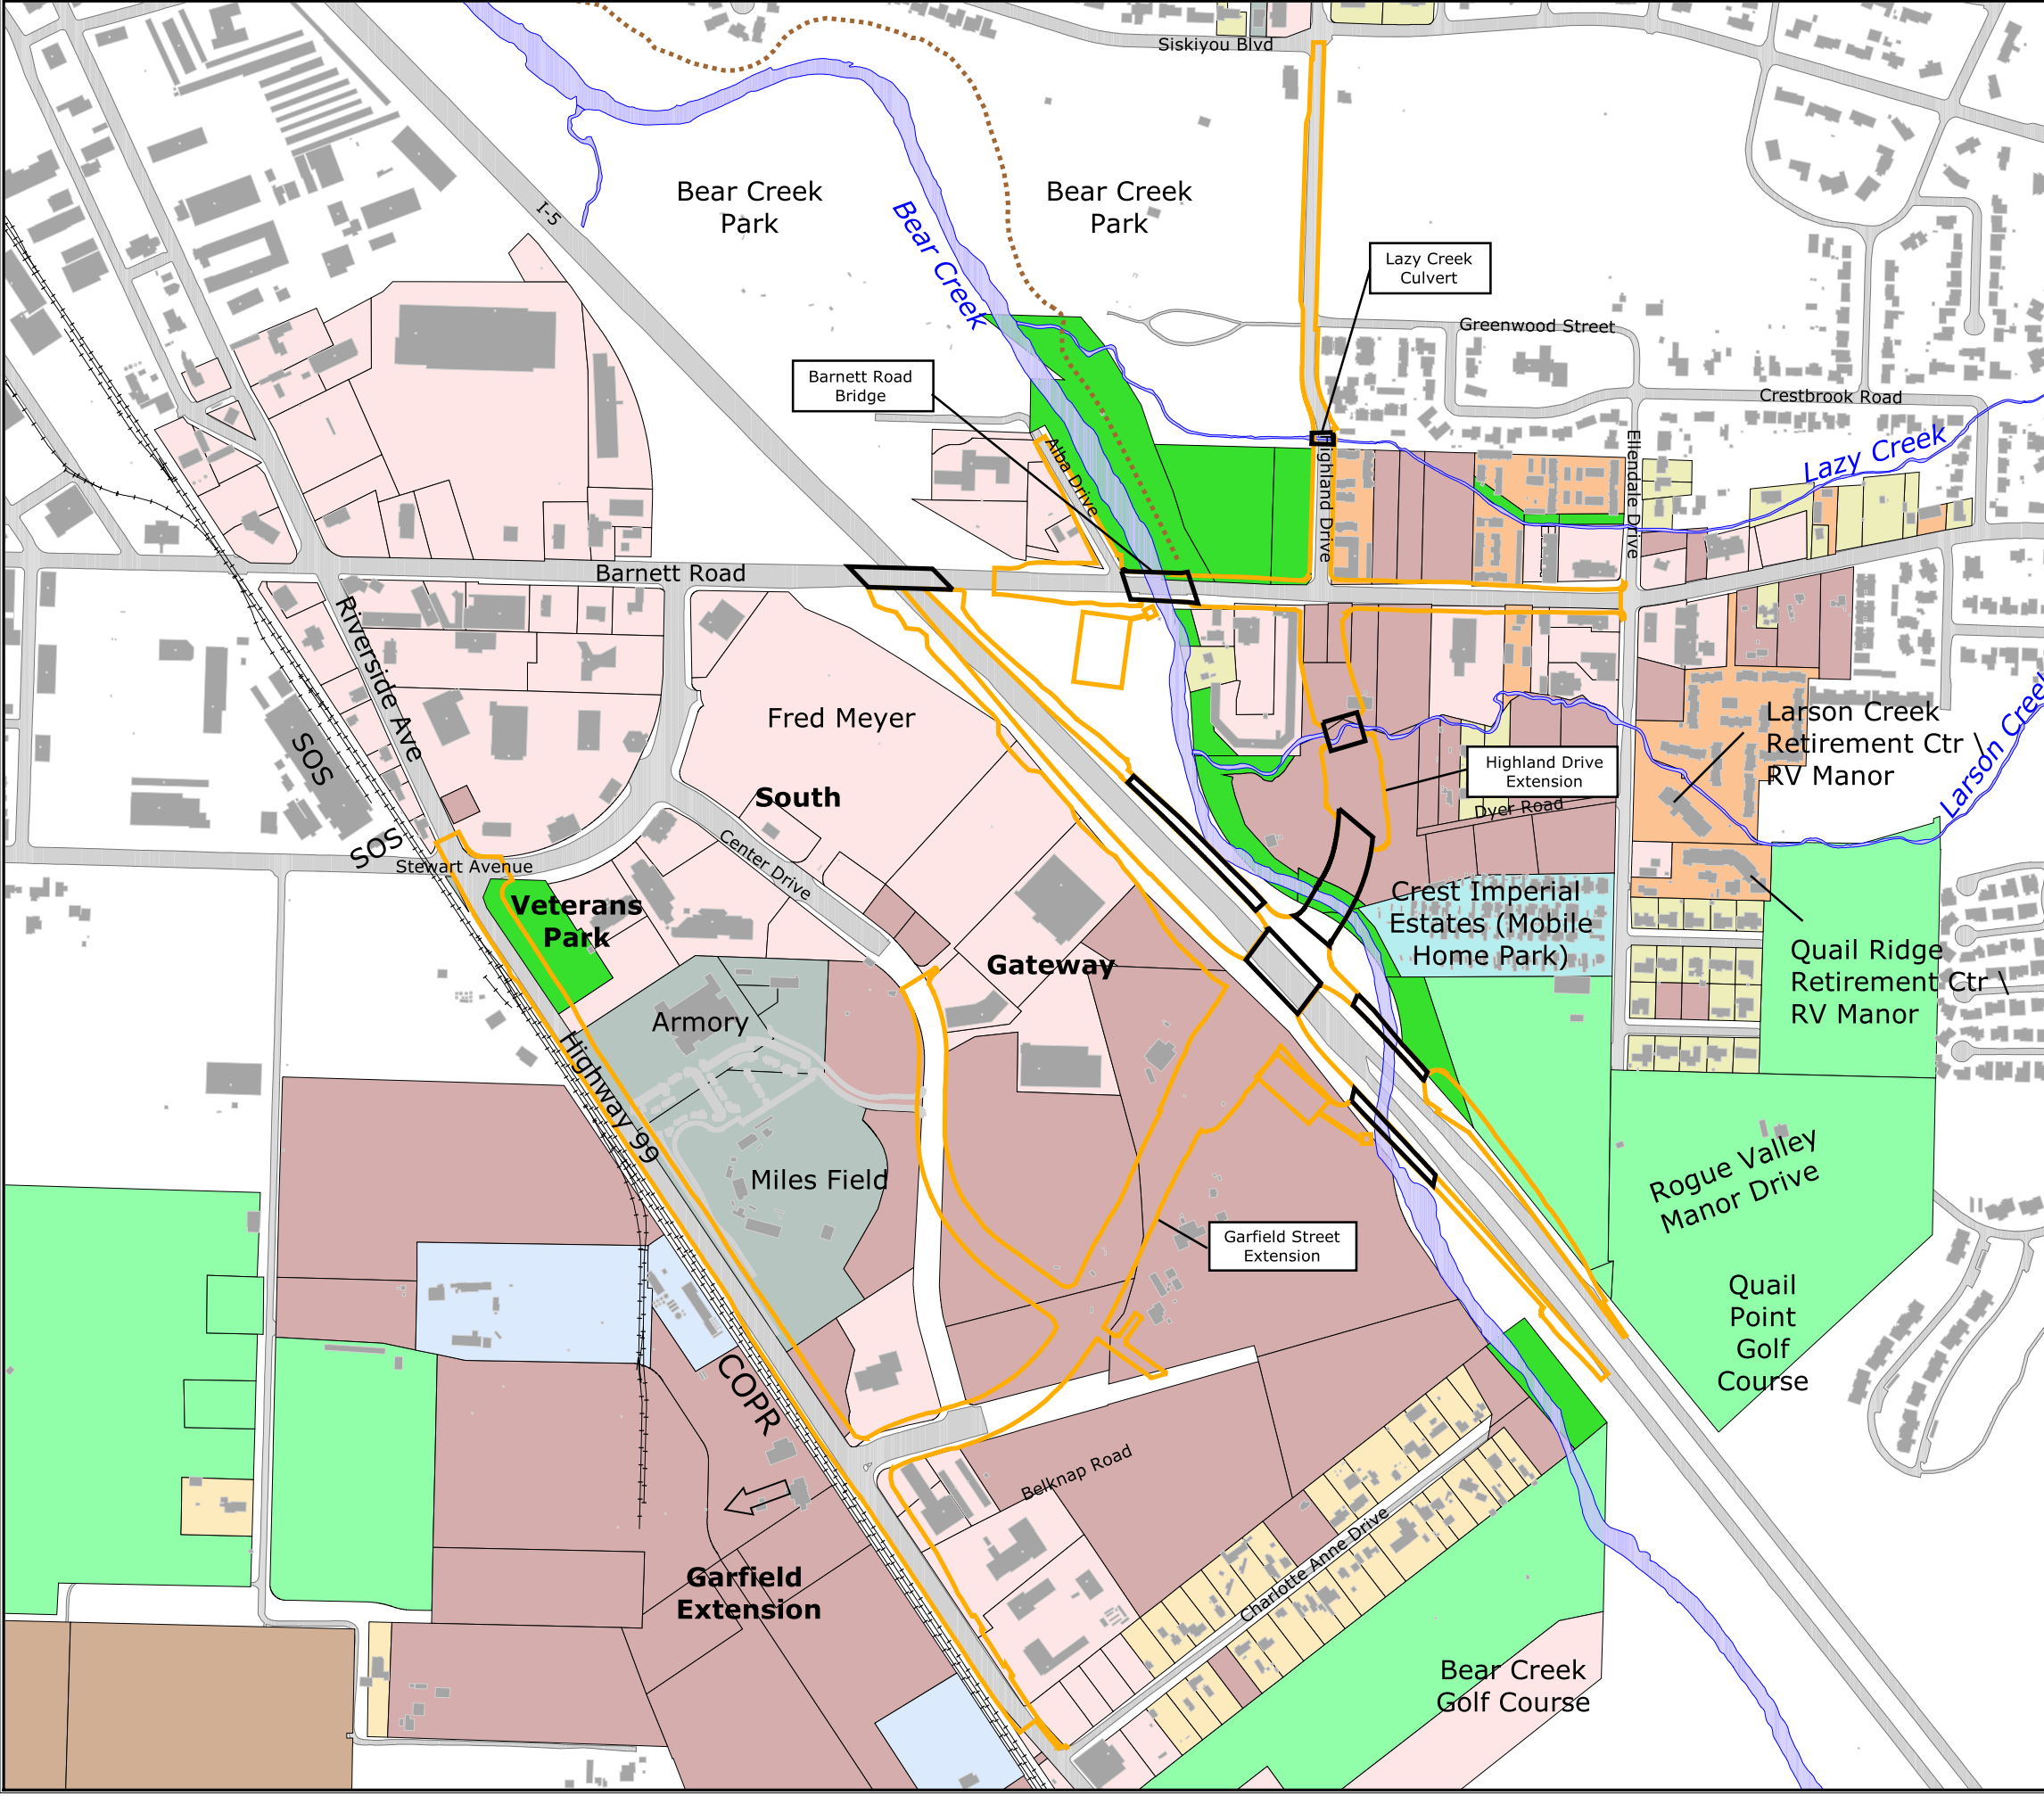 Siskiyou Blvd
I-5
Bear Creek
Park
Bear Creek
Park
Bear Creek
Lazy Creek
Culvert
Greenwood Street
Barnett Road
Bridge
Crestbrook Road
Alba Drive
Highland Drive
Ellendale Drive
Lazy Creek
Barnett Road
Riverside Ave
Fred Meyer
Larson Creek
Retirement Ctr \
RV Manor
Larson Creek
SOS
South
Highland Drive
Extension
Dyer Road
SOS
Stewart Avenue
Center Drive
Veterans
Park
Crest Imperial
Estates (Mobile
Home Park)
Gateway
Quail Ridge
Retirement Ctr \
RV Manor
Armory
Highway 99
Miles Field
Rogue Valley
Manor Drive
Garfield Street
Extension
Quail
Point
Golf
Course
COPR
Belknap Road
Charlotte Anne Drive
Garfield
Extension
Bear Creek
Golf Course